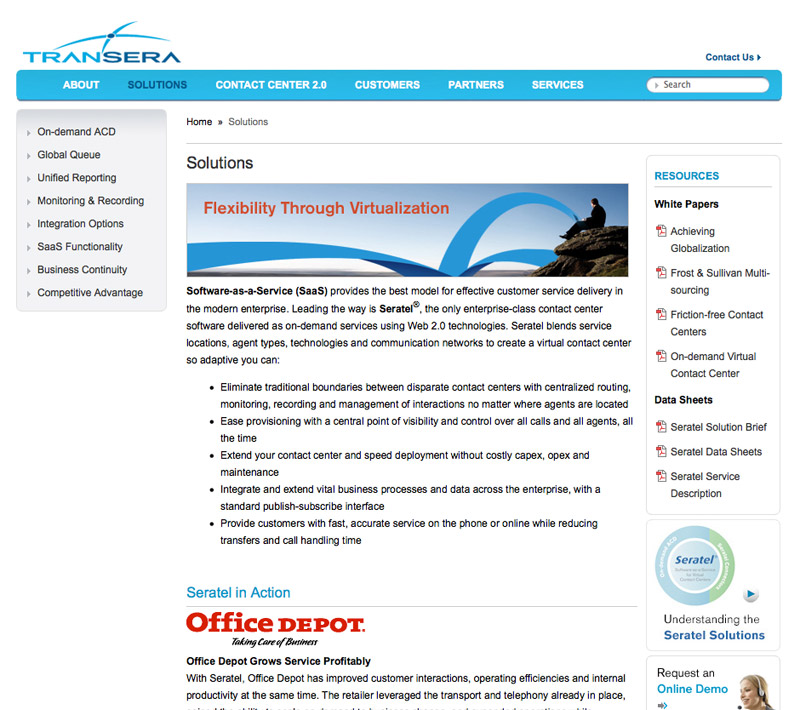 TRANSERA
Contact Us
ABOUT SOLUTIONS CONTACT CENTER 2.0 CUSTOMERS PARTNERS SERVICES Search
On-demand ACD
Global Queue
Unified Reporting
Monitoring & Recording
Integration Options
SaaS Functionality
Business Continuity
Competitive Advantage
Home » Solutions
Solutions
Flexibility Through Virtualization
Software-as-a-Service (SaaS) provides the best model for effective customer service delivery in
the modern enterprise. Leading the way is Seratel®, the only enterprise-class contact center
software delivered as on-demand services using Web 2.0 technologies. Seratel blends service
locations, agent types, technologies and communication networks to create a virtual contact center
so adaptive you can:
• Eliminate traditional boundaries between disparate contact centers with centralized routing,
monitoring, recording and management of interactions no matter where agents are located
• Ease provisioning with a central point of visibility and control over all calls and all agents, all
the time
• Extend your contact center and speed deployment without costly capex, opex and
maintenance
• Integrate and extend vital business processes and data across the enterprise, with a
standard publish-subscribe interface
• Provide customers with fast, accurate service on the phone or online while reducing
transfers and call handling time
Seratel in Action
Office DEPOT.
Taking Care of Business
Office Depot Grows Service Profitably
With Seratel, Office Depot has improved customer interactions, operating efficiencies and internal
productivity at the same time. The retailer leveraged the transport and telephony already in place,
RESOURCES
White Papers
Achieving
Globalization
Frost & Sullivan Multi-
sourcing
Friction-free Contact
Centers
On-demand Virtual
Contact Center
Data Sheets
Seratel Solution Brief
Seratel Data Sheets
Seratel Service
Description
On-demand ACD
Seratel
Understanding the
Seratel Solutions
Request an
Online Demo